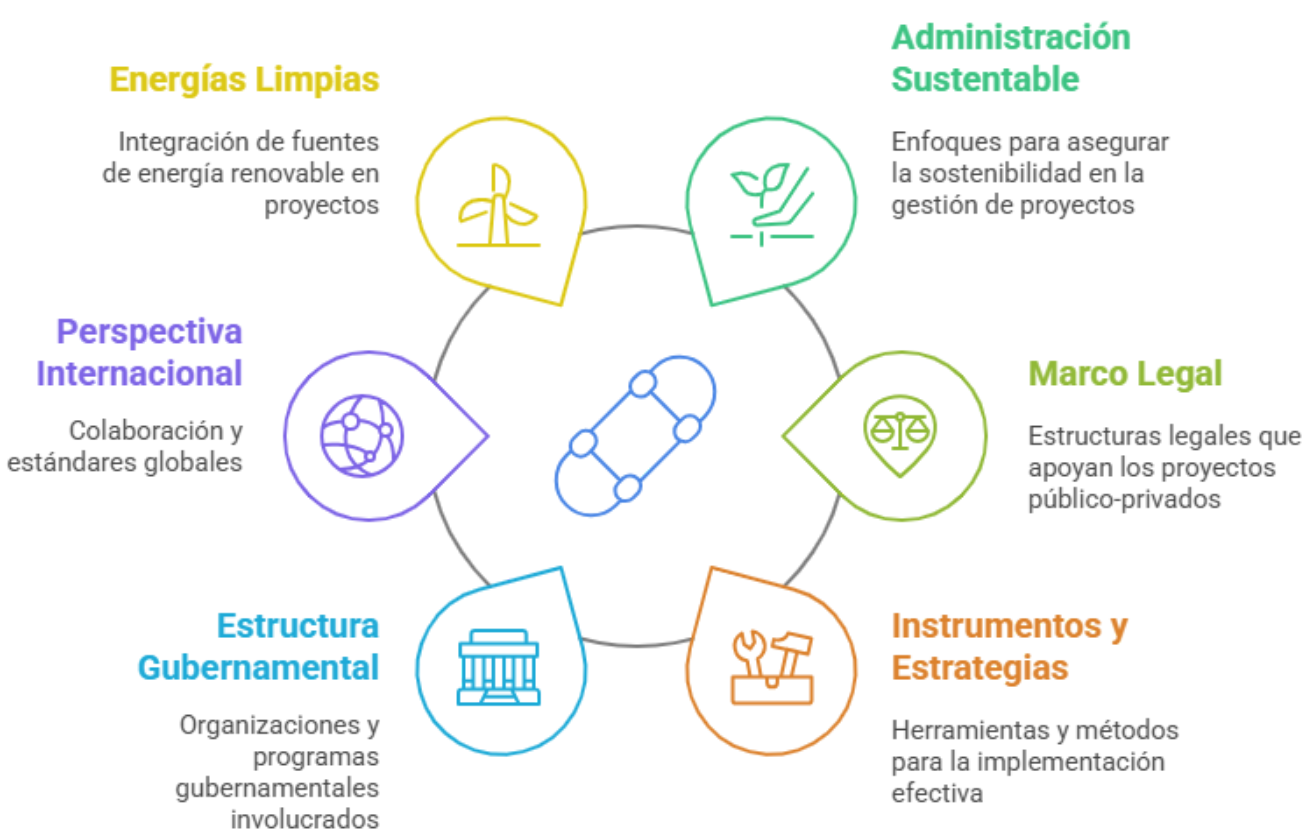 Energías Limpias
Integración de fuentes
de energía renovable en
proyectos
Administración
Sustentable
Enfoques para asegurar
la sostenibilidad en la
gestión de proyectos
Perspectiva
Internacional
Colaboración y
estándares globales
Marco Legal
Estructuras legales que
apoyan los proyectos
público-privados
Estructura
Gubernamental
Organizaciones y
programas
gubernamentales
involucrados
Instrumentos y
Estrategias
Herramientas y métodos
para la implementación
efectiva